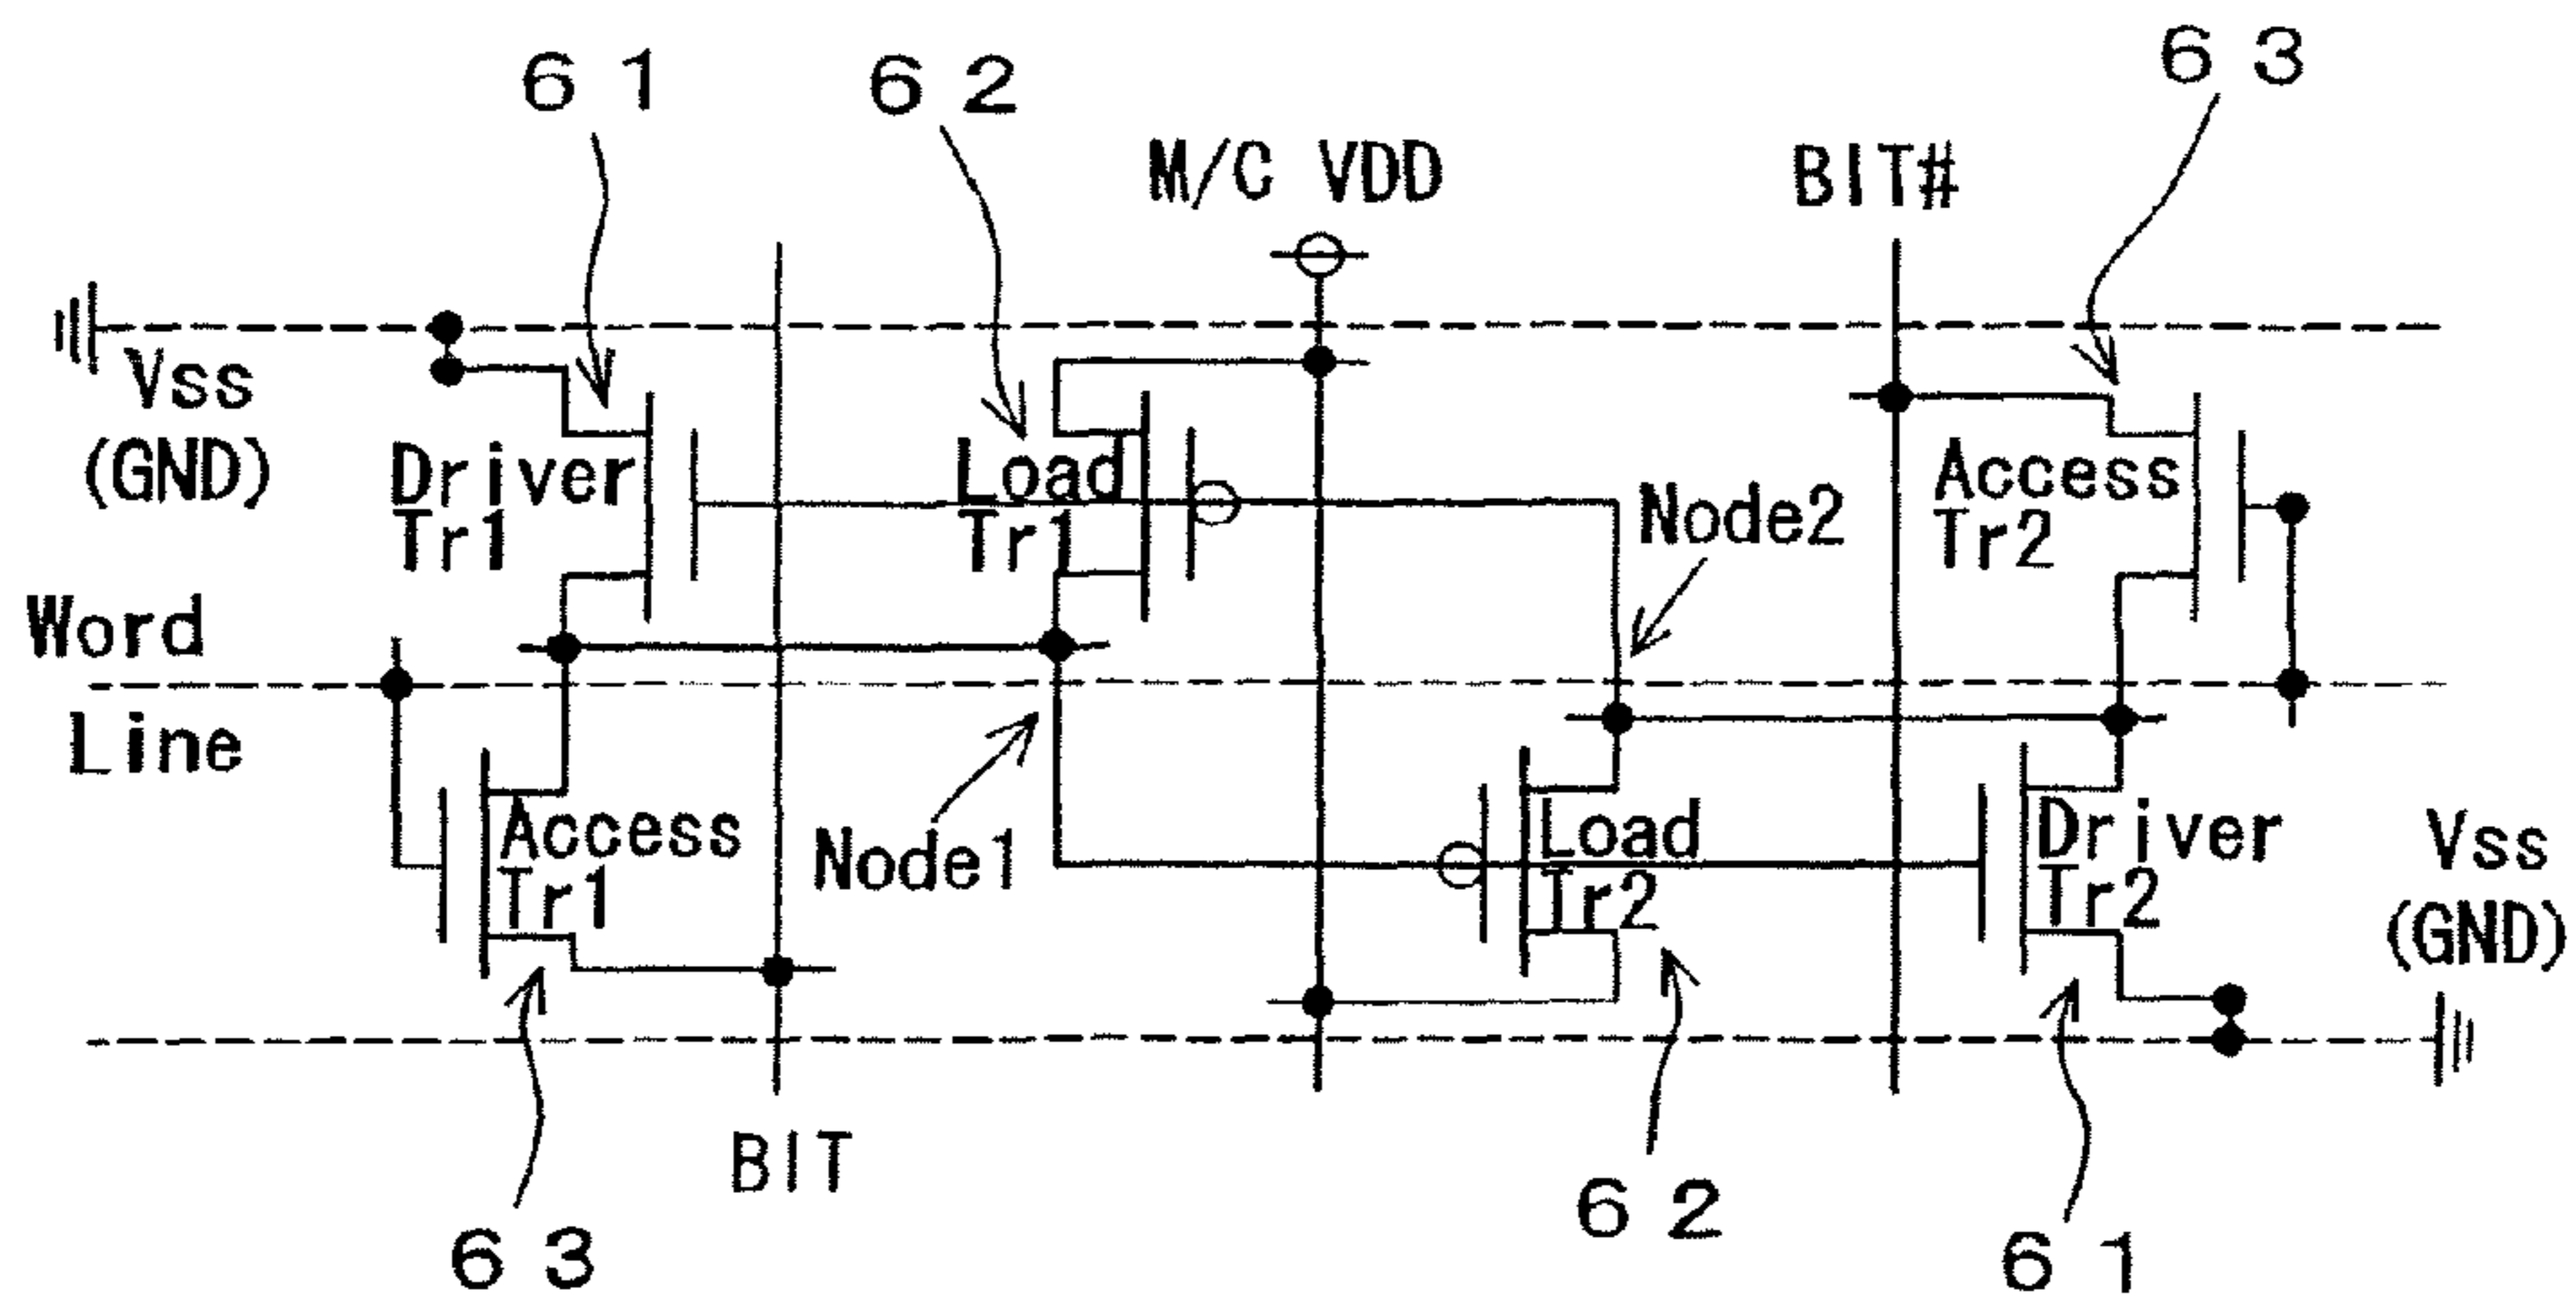 61
62
63
M/C VDD
BIT#
Vss
(GND)
Driver
Tr1
Load
Tr1
Node2
Access
Tr2
Word
Line
Access
Tr1
Node1
Load
Tr2
Driver
Tr2
Vss
(GND)
BIT
63
62
61